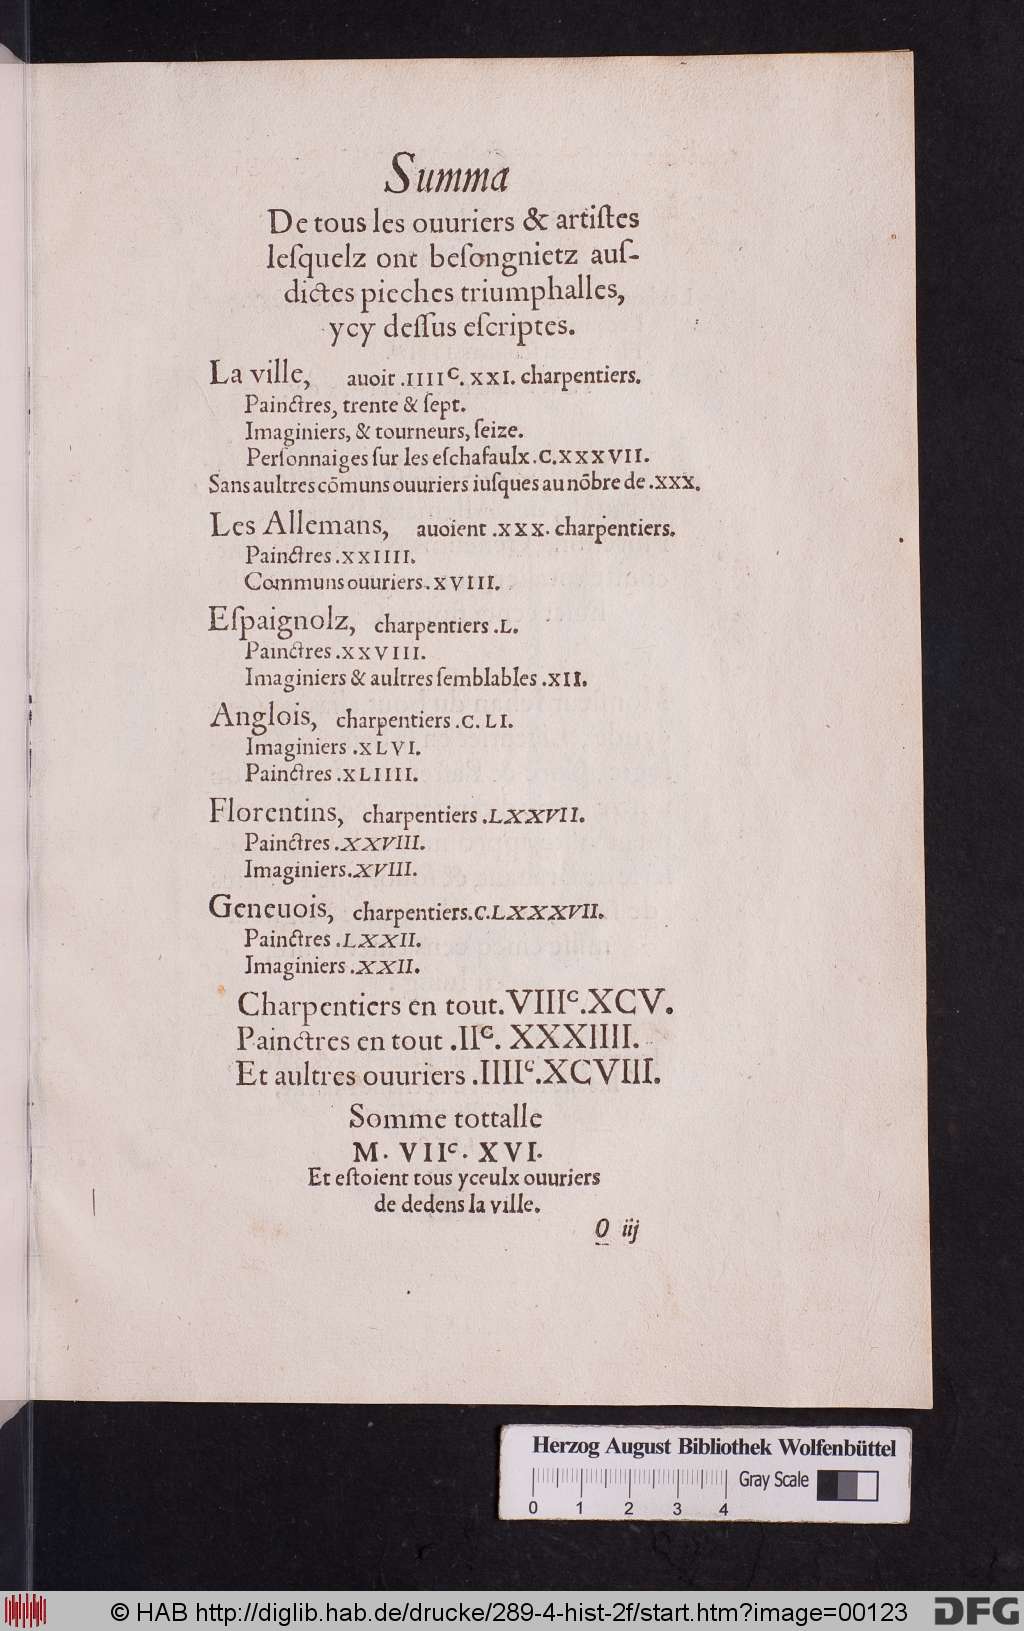 Summa
De tous les ouuriers & artiſtes
leſquelz ont beſongnietz auſ-
dictes pieches triumphalles,
ycy deſſus eſcriptes.
La ville, auoit .IIIIᶜ. XXI. charpentiers.
Painctres, trente & ſept.
Imaginiers, & tourneurs, ſeize.
Perſonnaiges ſur les eſchafaulx .C.XXXVII.
Sans aultres cõmuns ouuriers iuſques au nõbre de .XXX.
Les Allemans, auoient .XXX. charpentiers.
Painctres .XXIIII.
Communs ouuriers .XVIII.
Eſpaignolz, charpentiers .L.
Painctres .XXVIII.
Imaginiers & aultres ſemblables .XII.
Anglois, charpentiers .C. LI.
Imaginiers .XLVI.
Painctres .XLIIII.
Florentins, charpentiers .LXXVII.
Painctres .XXVIII.
Imaginiers .XVIII.
Geneuois, charpentiers.C.LXXXVII.
Painctres .LXXII.
Imaginiers .XXII.
Charpentiers en tout .VIIIᶜ.XCV.
Painctres en tout .IIᶜ. XXXIIII.
Et aultres ouuriers .IIIIᶜ.XCVIII.
Somme tottalle
M. VIIᶜ. XVI.
Et eſtoient tous yceulx ouuriers
de dedens la ville.
O iij
Herzog August Bibliothek Wolfenbüttel
Gray Scale
0 1 2 3 4
© HAB http://diglib.hab.de/drucke/289-4-hist-2f/start.htm?image=00123
DFG